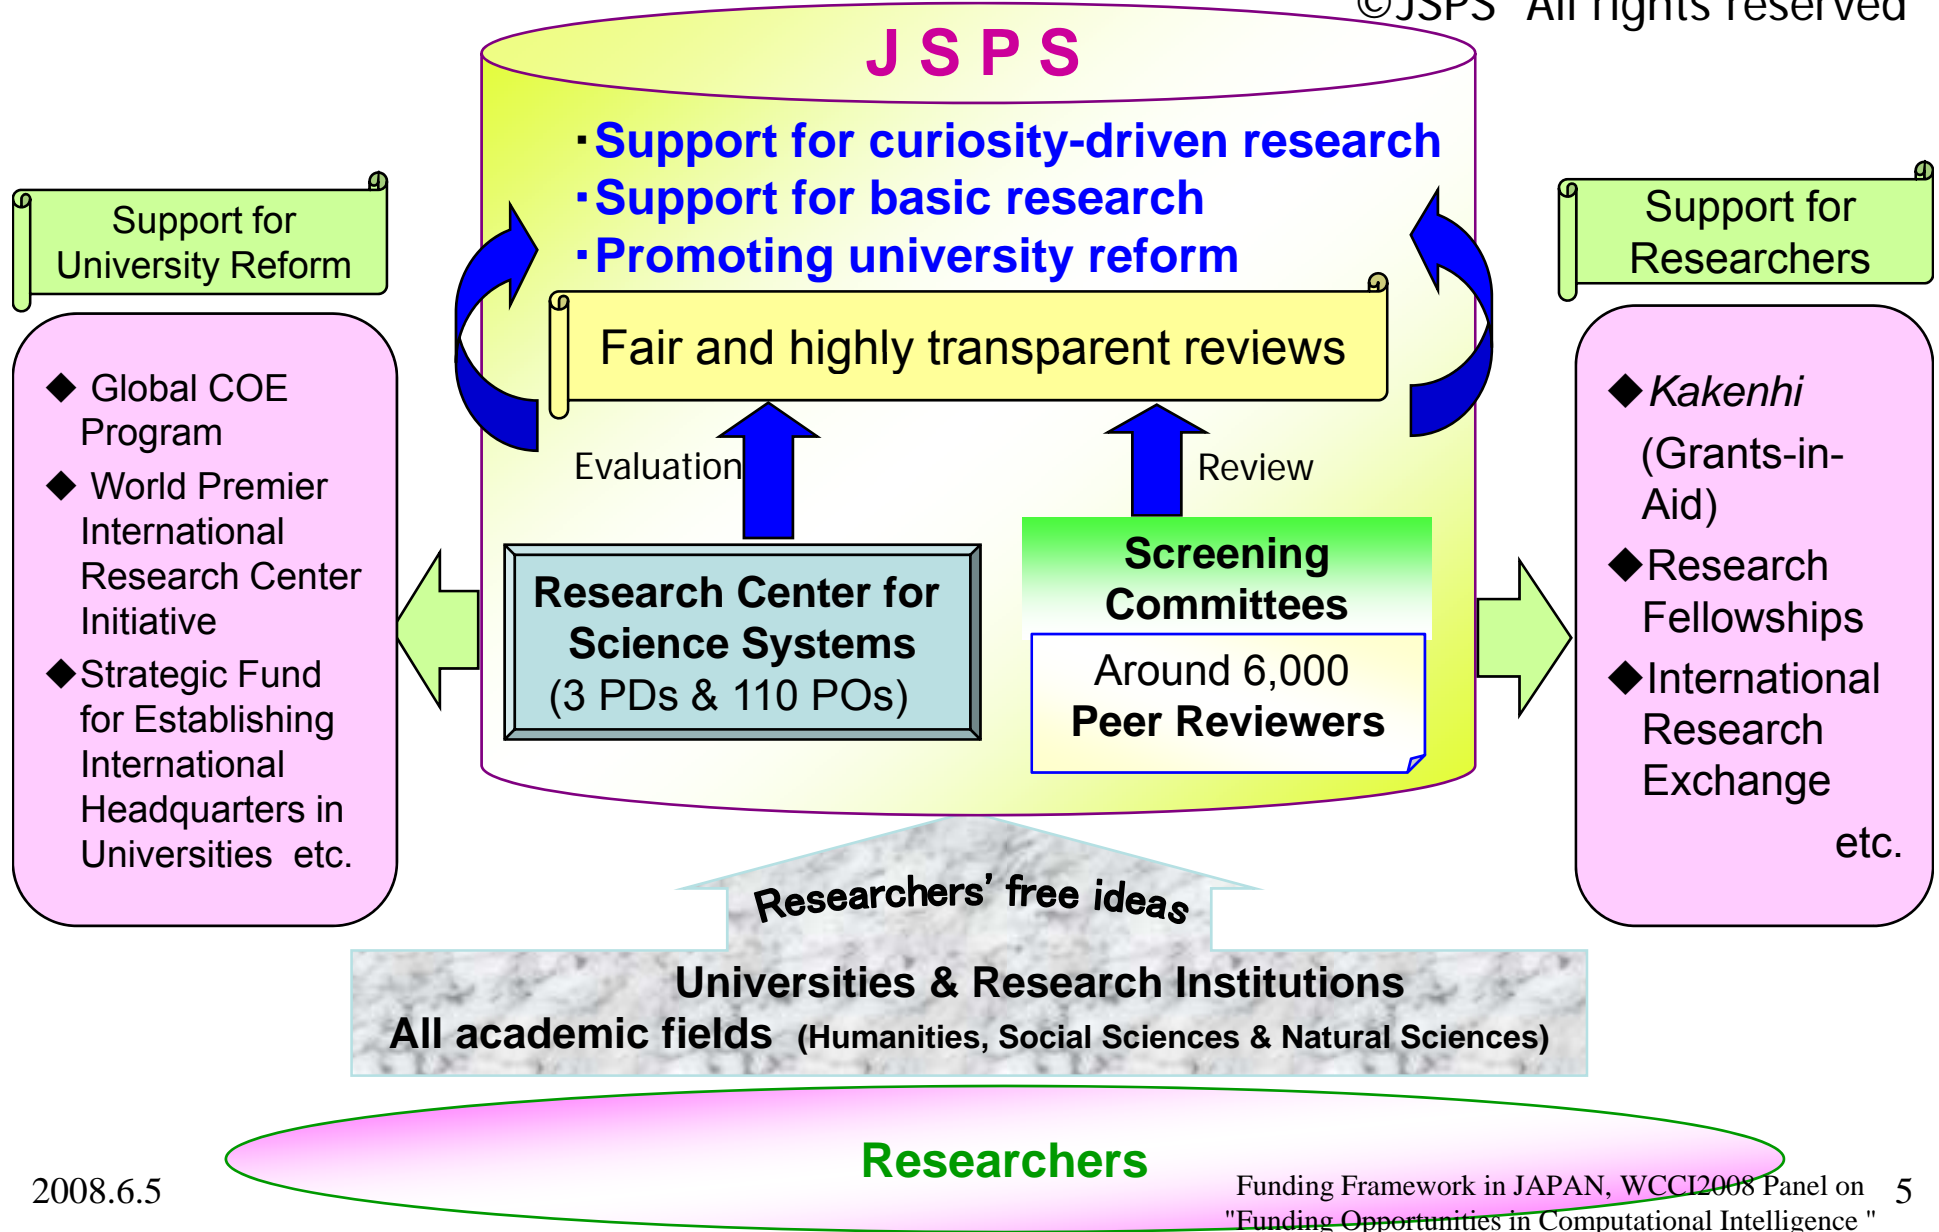 ©JSPS All rights reserved
J S P S
・Support for curiosity-driven research
・Support for basic research
・Promoting university reform
Support for
University Reform
Support for
Researchers
Fair and highly transparent reviews
◆ Global COE
Program
◆ World Premier
International
Research Center
Initiative
◆Strategic Fund
for Establishing
International
Headquarters in
Universities etc.
Evaluation
Review
Research Center for
Science Systems
(3 PDs & 110 POs)
Screening
Committees
Around 6,000
Peer Reviewers
◆Kakenhi
(Grants-in-
Aid)
◆Research
Fellowships
◆International
Research
Exchange
etc.
Researchers' free ideas
Universities & Research Institutions
All academic fields (Humanities, Social Sciences & Natural Sciences)
Researchers
2008.6.5
Funding Framework in JAPAN, WCCI2008 Panel on
"Funding Opportunities in Computational Intelligence "
5